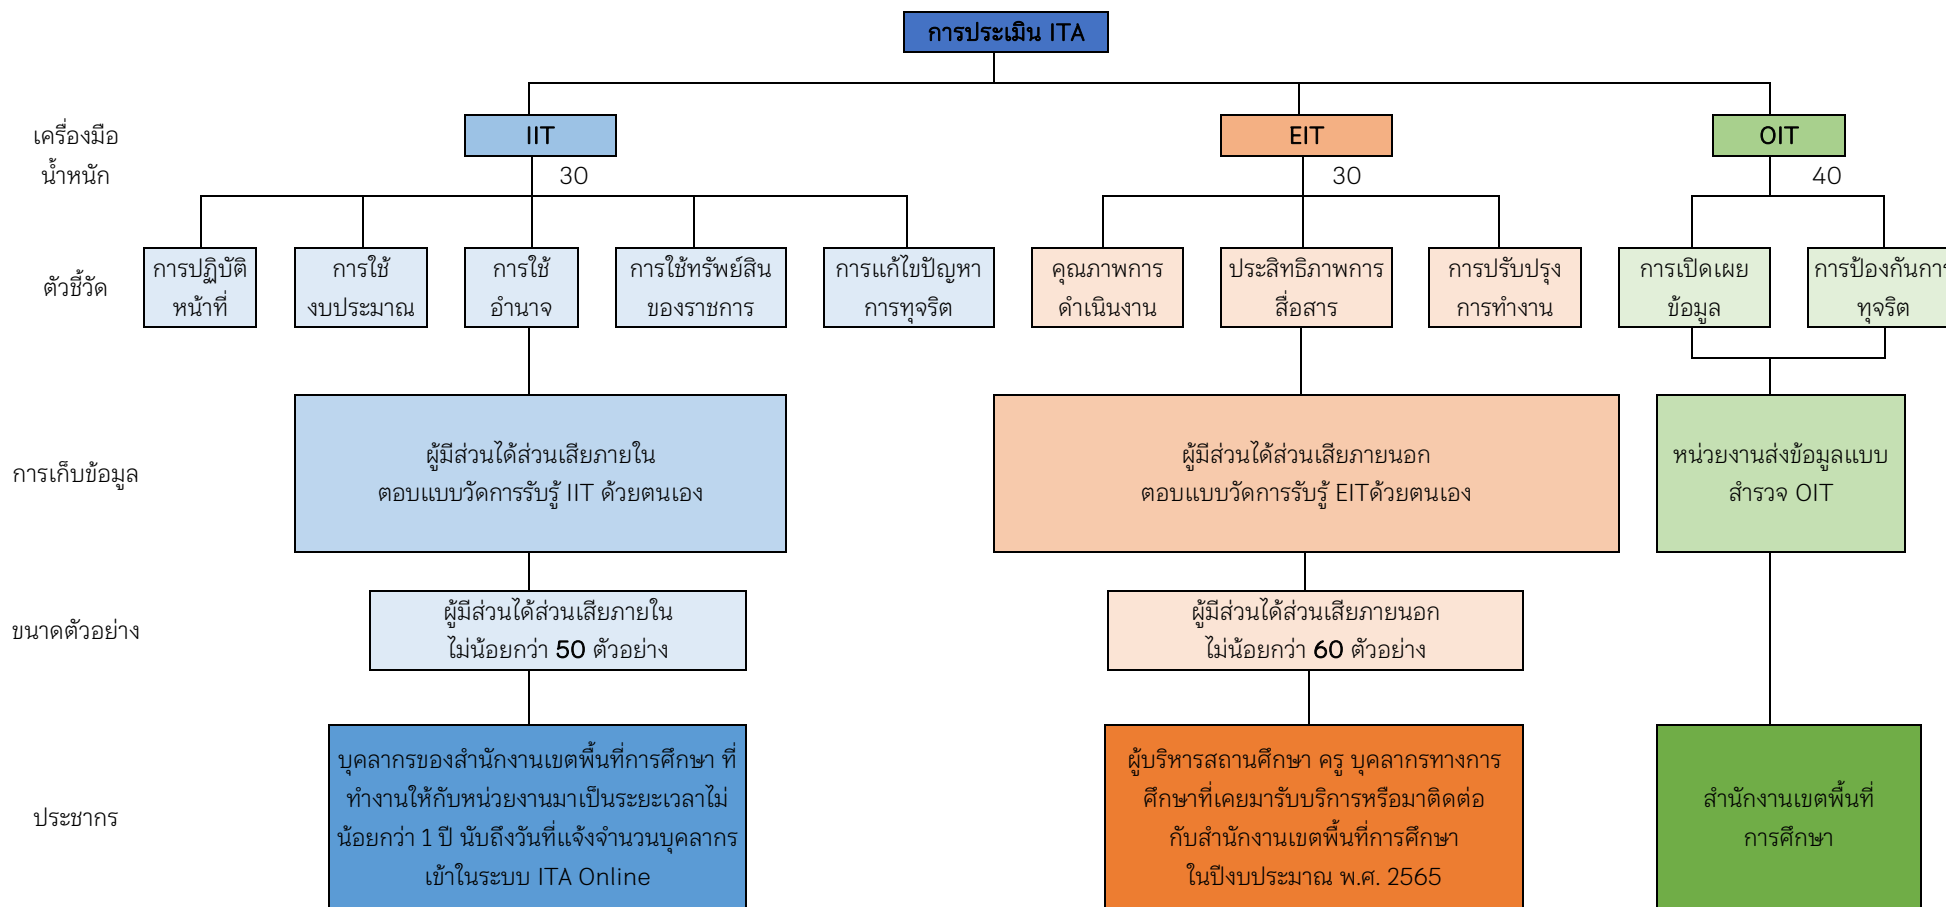 การประเมิน ITA
เครื่องมือ
IIT
EIT
OIT
น้ำหนัก
30
30
40
ตัวชี้วัด
การปฏิบัติ
หน้าที่
การใช้
งบประมาณ
การใช้
อำนาจ
การใช้ทรัพย์สิน
ของราชการ
การแก้ไขปัญหา
การทุจริต
คุณภาพการ
ดำเนินงาน
ประสิทธิภาพการ
สื่อสาร
การปรับปรุง
การทำงาน
การเปิดเผย
ข้อมูล
การป้องกันการ
ทุจริต
การเก็บข้อมูล
ผู้มีส่วนได้ส่วนเสียภายใน
ตอบแบบวัดการรับรู้ IIT ด้วยตนเอง
ผู้มีส่วนได้ส่วนเสียภายนอก
ตอบแบบวัดการรับรู้ EITด้วยตนเอง
หน่วยงานส่งข้อมูลแบบ
สำรวจ OIT
ขนาดตัวอย่าง
ผู้มีส่วนได้ส่วนเสียภายใน
ไม่น้อยกว่า 50 ตัวอย่าง
ผู้มีส่วนได้ส่วนเสียภายนอก
ไม่น้อยกว่า 60 ตัวอย่าง
ประชากร
บุคลากรของสำนักงานเขตพื้นที่การศึกษา ที่
ทำงานให้กับหน่วยงานมาเป็นระยะเวลาไม่
น้อยกว่า 1 ปี นับถึงวันที่แจ้งจำนวนบุคลากร
เข้าในระบบ ITA Online
ผู้บริหารสถานศึกษา ครู บุคลากรทางการ
ศึกษาที่เคยมารับบริการหรือมาติดต่อ
กับสำนักงานเขตพื้นที่การศึกษา
ในปีงบประมาณ พ.ศ. 2565
สำนักงานเขตพื้นที่
การศึกษา